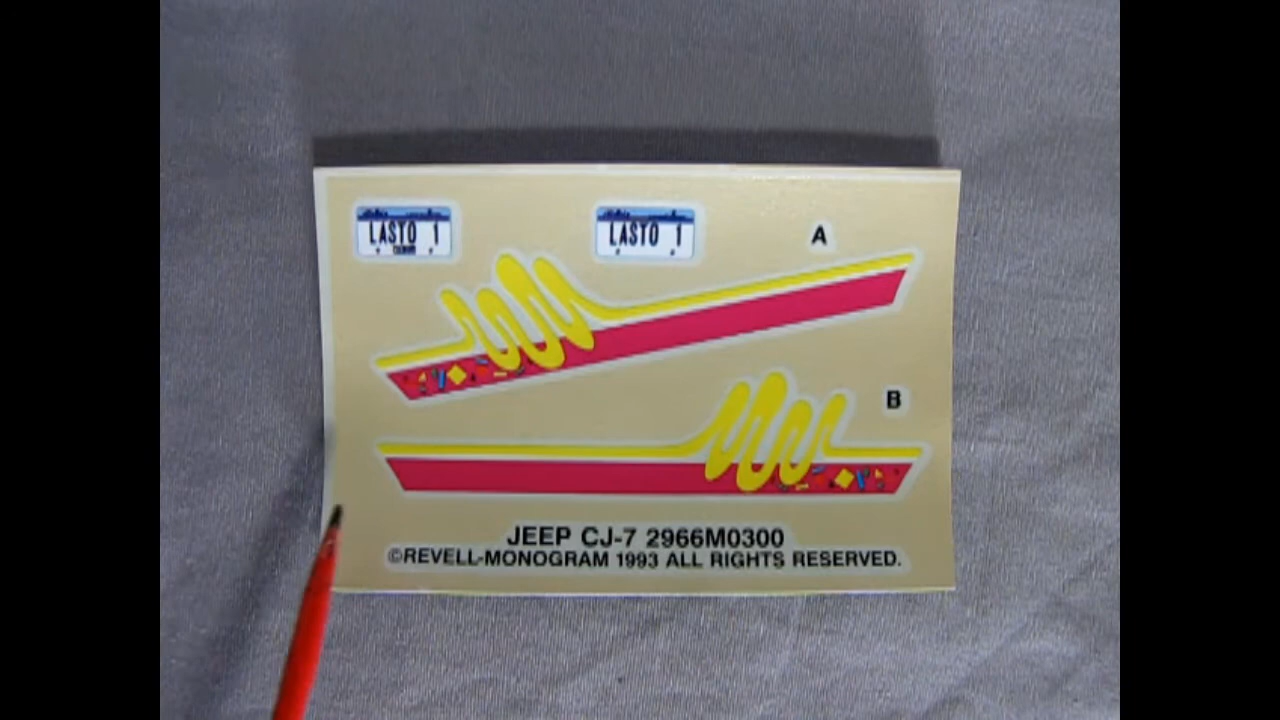 LASTO 1
LASTO 1
A
B
JEEP CJ-7 2966M0300
©REVELL-MONOGRAM 1993 ALL RIGHTS RESERVED.